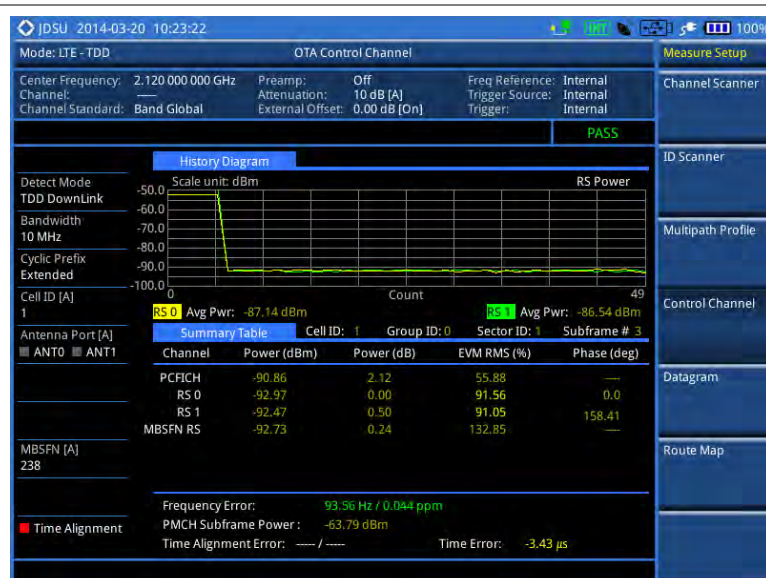 JDSU 2014-03-20 10:23:22 100%
Mode: LTE - TDD OTA Control Channel Measure Setup
Center Frequency: 2.120 000 000 GHz Preamp: Off Freq Reference: Internal Channel Scanner
Channel: ---- Attenuation: 10 dB [A] Trigger Source: Internal
Channel Standard: Band Global External Offset: 0.00 dB [On] Trigger: Internal
PASS
History Diagram ID Scanner
Detect Mode Scale unit: dBm RS Power
TDD DownLink -50.0
-60.0
Bandwidth -70.0 Multipath Profile
10 MHz -80.0
Cyclic Prefix -90.0
Extended -100.0
Cell ID [A] 0 Count 49 Control Channel
1 RS 0 Avg Pwr: -87.14 dBm RS 1 Avg Pwr: -86.54 dBm
Antenna Port [A] Summary Table Cell ID: 1 Group ID: 0 Sector ID: 1 Subframe # 3
ANT0 ANT1 Channel Power (dBm) Power (dB) EVM RMS (%) Phase (deg)
PCFICH -90.86 2.12 55.88 ---- Datagram
RS 0 -92.97 0.00 91.56 0.0
RS 1 -92.47 0.50 91.05 158.41
MBSFN RS -92.73 0.24 132.85 ----
MBSFN [A] Route Map
238
Frequency Error: 93.56 Hz / 0.044 ppm
Time Alignment PMCH Subframe Power : -63.79 dBm
Time Alignment Error: ----- / ----- Time Error: -3.43 µs